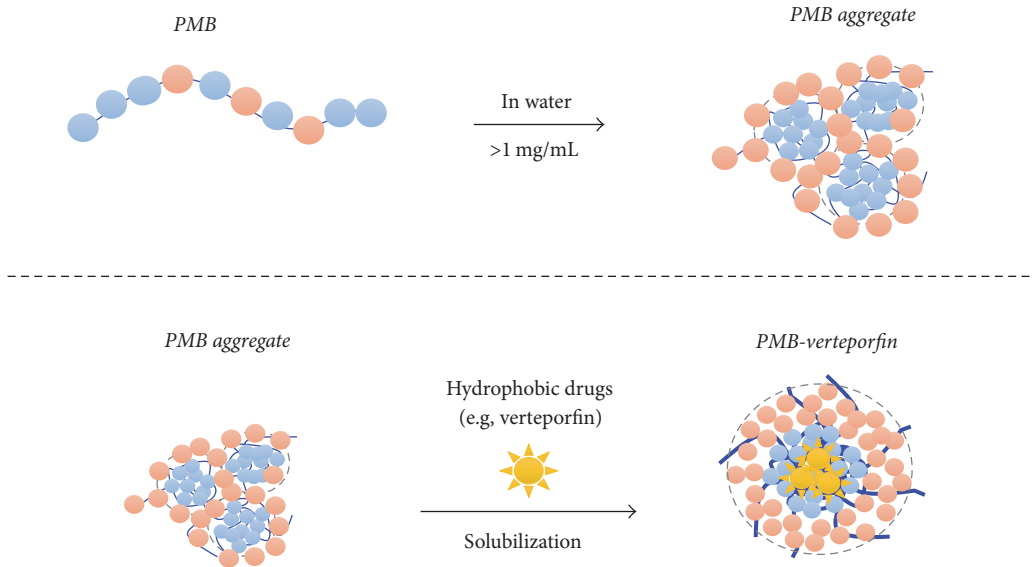 PMB
PMB aggregate
In water
>1 mg/mL
PMB aggregate
PMB-verteporfin
Hydrophobic drugs
(e.g, verteporfin)
Solubilization